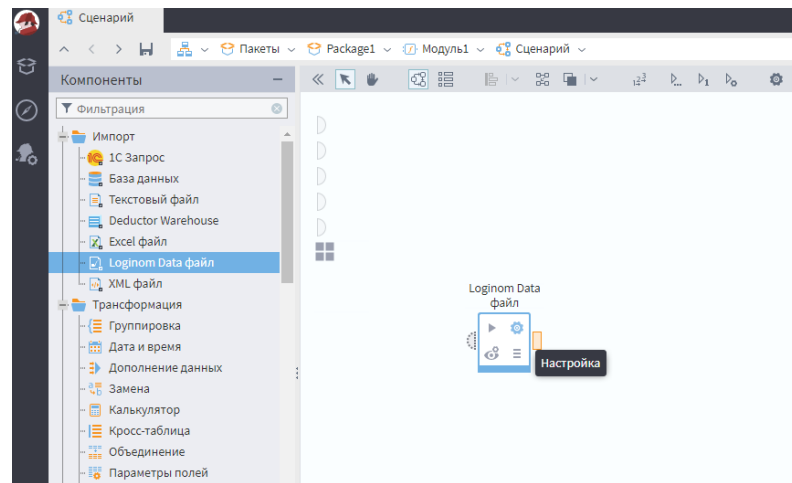 Сценарий
Пакеты Package1 Модуль1 Сценарий
Компоненты
Фильтрация
Импорт
1С Запрос
База данных
Текстовый файл
Deductor Warehouse
Excel файл
Loginom Data файл
XML файл
Трансформация
Группировка
Дата и время
Дополнение данных
Замена
Калькулятор
Кросс-таблица
Объединение
Параметры полей
Loginom Data
файл
Настройка